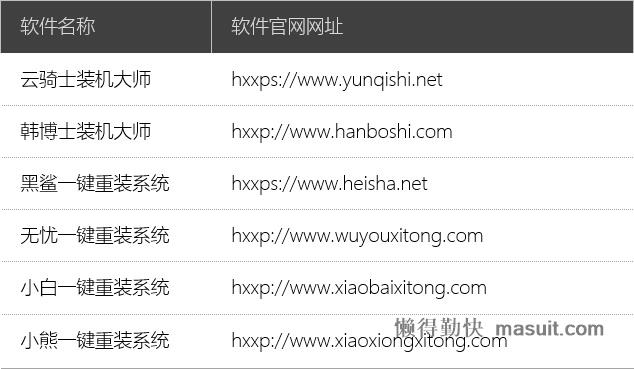 软件名称 软件官网网址
云骑士装机大师 hxxps://www.yunqishi.net
韩博士装机大师 hxxp://www.hanboshi.com
黑鲨一键重装系统 hxxps://www.heisha.net
无忧一键重装系统 hxxp://www.wuyouxitong.com
小白一键重装系统 hxxp://www.xiaobaixitong.com
懒得勤快 masuit.com
小熊一键重装系统 hxxp://www.xiaoxiongxitong.com